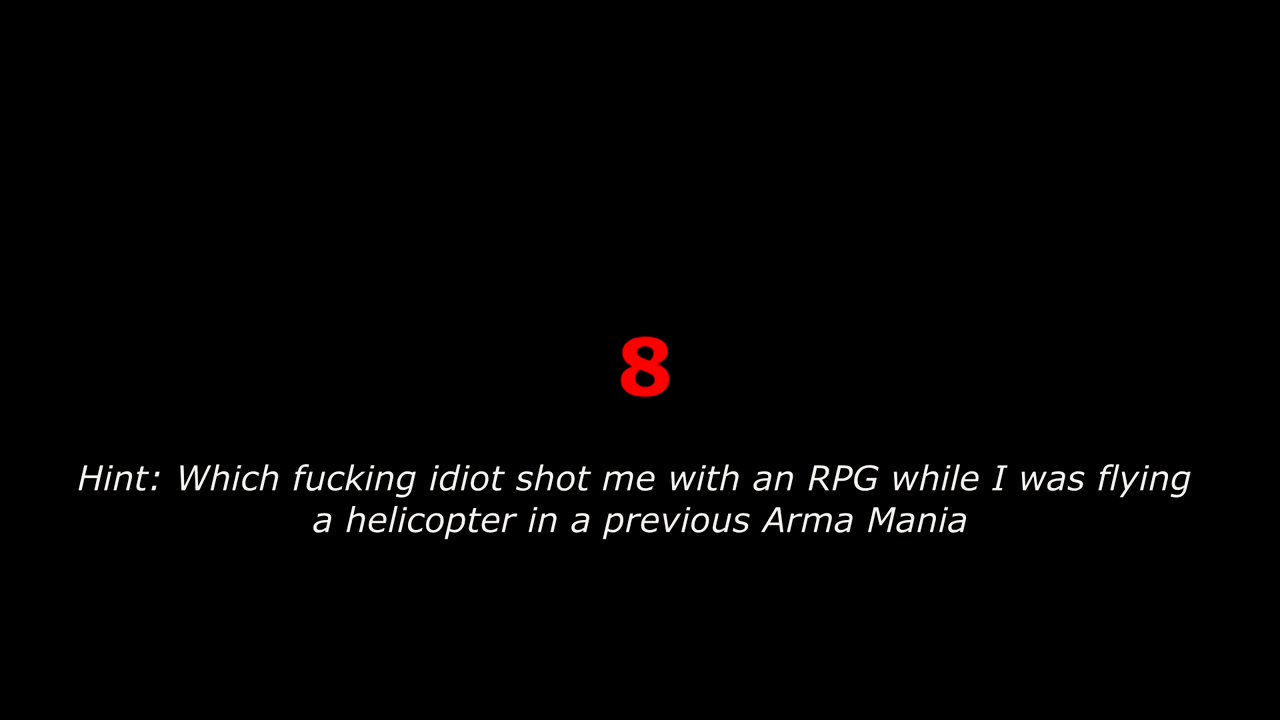 8
Hint: Which fucking idiot shot me with an RPG while I was flying
a helicopter in a previous Arma Mania